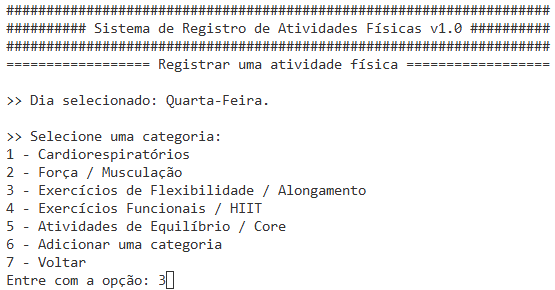 ####################################################################
########## Sistema de Registro de Atividades Físicas v1.0 ##########
####################################################################
================== Registrar uma atividade física ==================
>> Dia selecionado: Quarta-Feira.
>> Selecione uma categoria:
1 - Cardiorespiratórios
2 - Força / Musculação
3 - Exercícios de Flexibilidade / Alongamento
4 - Exercícios Funcionais / HIIT
5 - Atividades de Equilíbrio / Core
6 - Adicionar uma categoria
7 - Voltar
Entre com a opção: 3